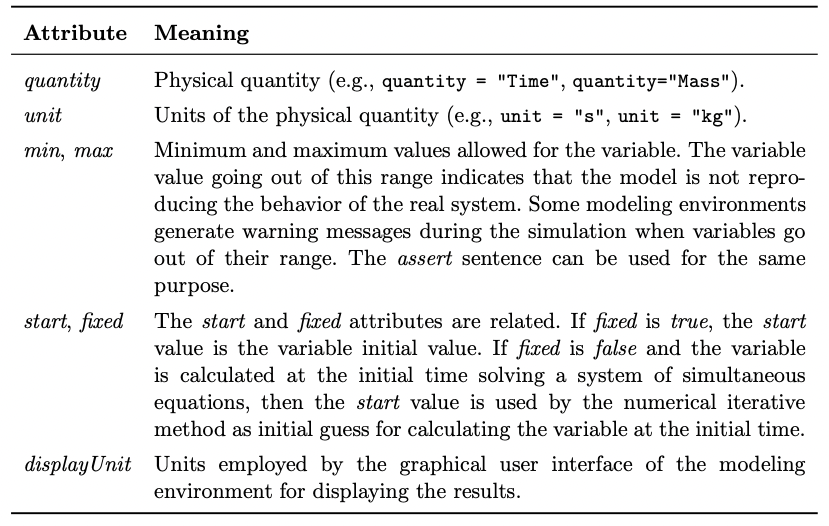 Attribute Meaning
quantity Physical quantity (e.g., quantity = "Time", quantity="Mass").
unit Units of the physical quantity (e.g., unit = "s", unit = "kg").
min, max Minimum and maximum values allowed for the variable. The variable
value going out of this range indicates that the model is not repro-
ducing the behavior of the real system. Some modeling environments
generate warning messages during the simulation when variables go
out of their range. The assert sentence can be used for the same
purpose.
start, fixed The start and fixed attributes are related. If fixed is true, the start
value is the variable initial value. If fixed is false and the variable
is calculated at the initial time solving a system of simultaneous
equations, then the start value is used by the numerical iterative
method as initial guess for calculating the variable at the initial time.
displayUnit Units employed by the graphical user interface of the modeling
environment for displaying the results.